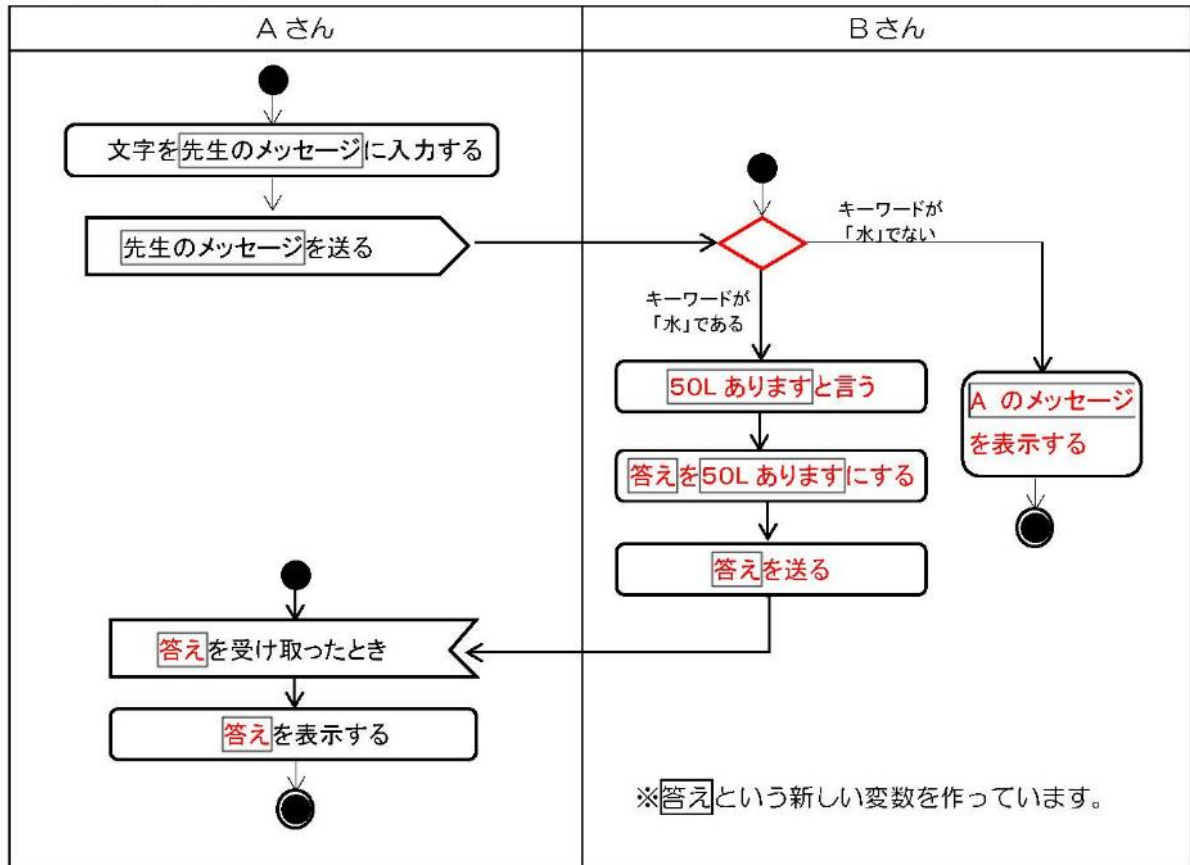 Aさん
Bさん
文字を先生のメッセージに入力する
先生のメッセージを送る
キーワードが
「水」でない
キーワードが
「水」である
50Lありますと言う
答えを50Lありますにする
答えを送る
A のメッセージ
を表示する
答えを受け取ったとき
答えを表示する
※答えという新しい変数を作っています。